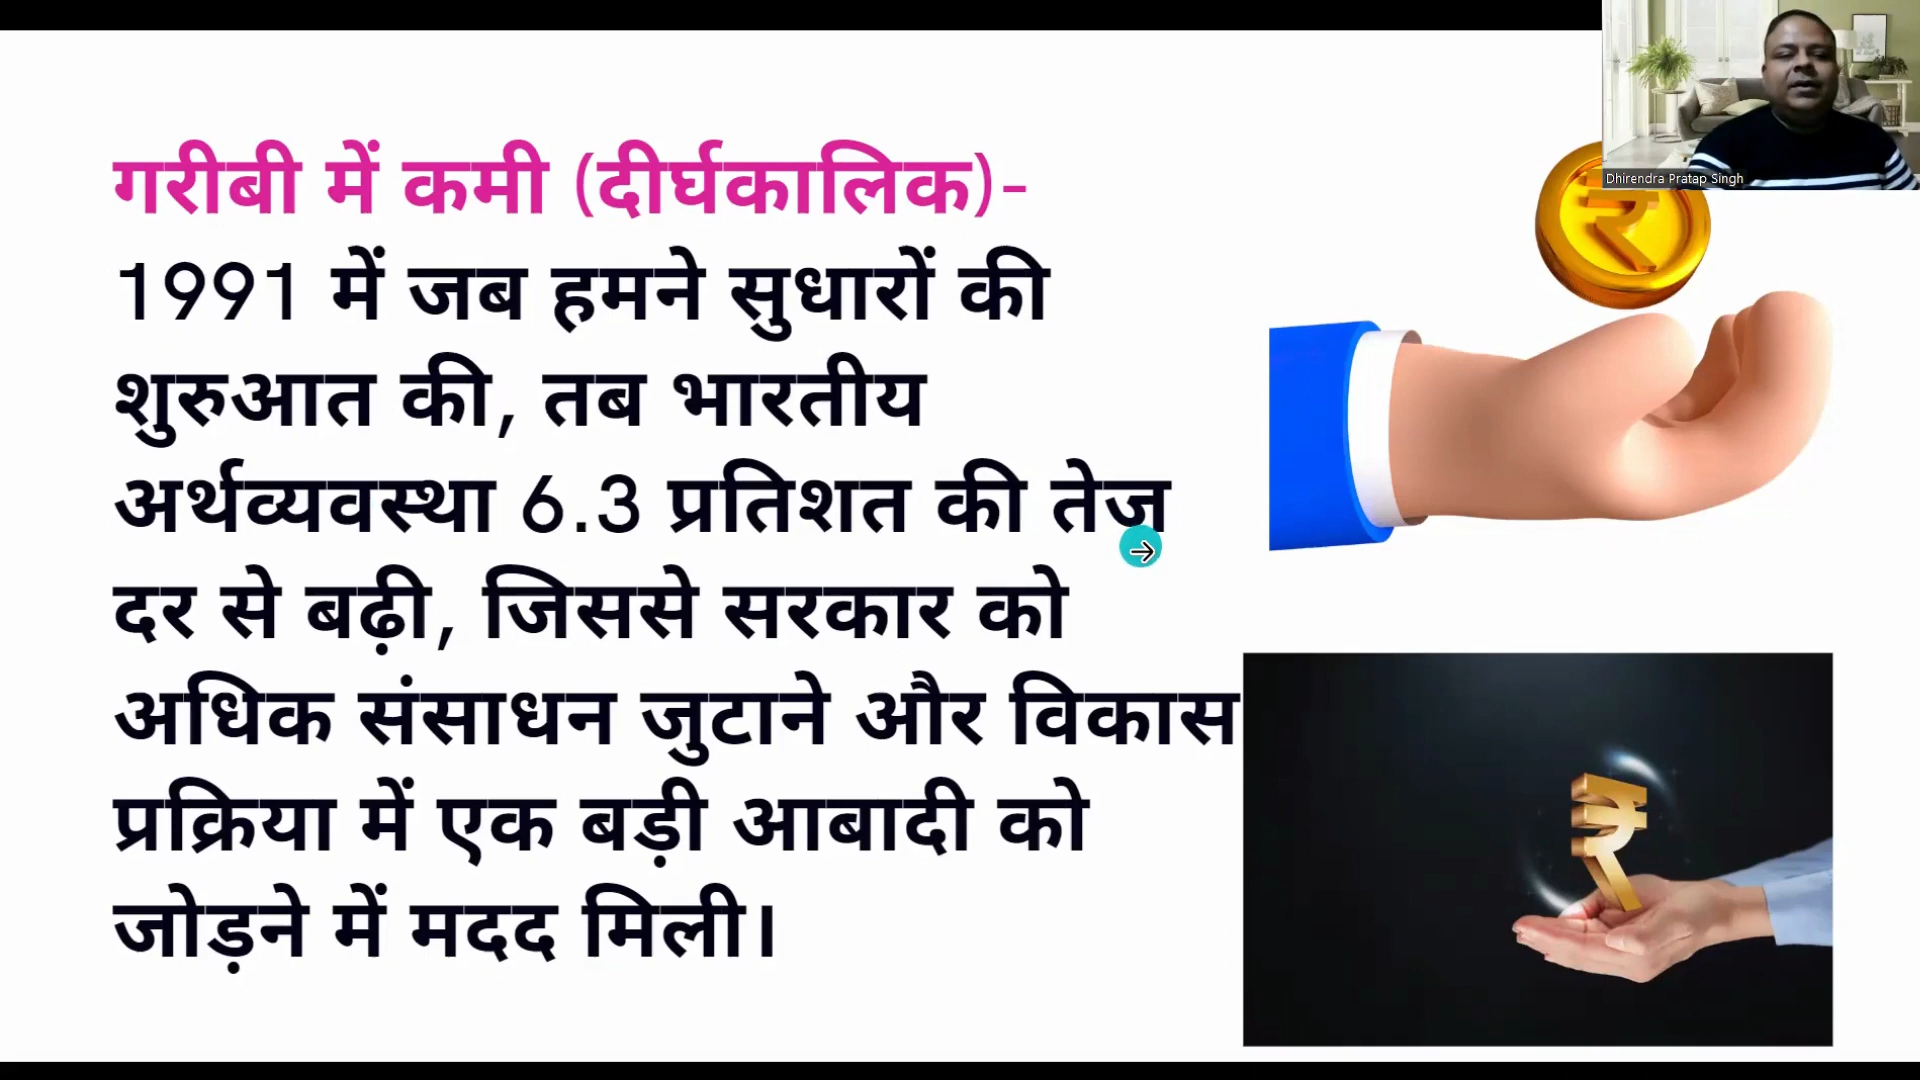 Dhirendra Pratap Singh
गरीबी में कमी (दीर्घकालिक)-
1991 में जब हमने सुधारों की
शुरुआत की, तब भारतीय
अर्थव्यवस्था 6.3 प्रतिशत की तेज
दर से बढ़ी, जिससे सरकार को
अधिक संसाधन जुटाने और विकास
प्रक्रिया में एक बड़ी आबादी को
जोड़ने में मदद मिली।
₹
₹